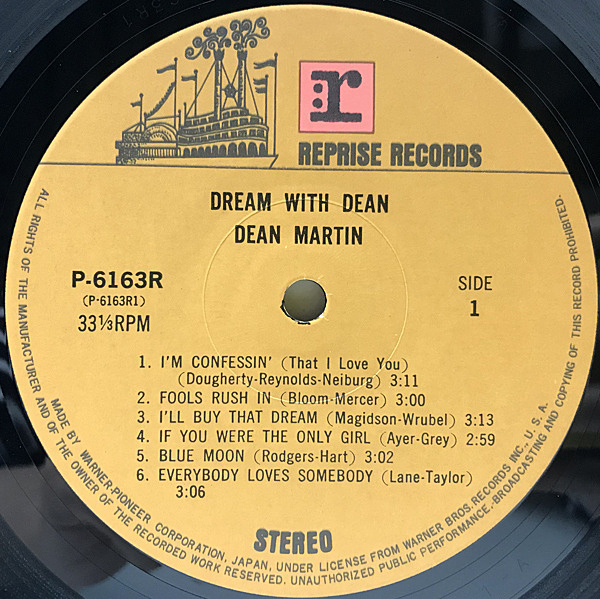 r
REPRISE RECORDS
DREAM WITH DEAN
DEAN MARTIN
P-6163R
(P-6163R1)
33⅓RPM
SIDE
1
1. I'M CONFESSIN' (That I Love You)
(Dougherty-Reynolds-Neiburg) 3:11
2. FOOLS RUSH IN (Bloom-Mercer) 3:00
3. I'LL BUY THAT DREAM (Magidson-Wrubel) 3:13
4. IF YOU WERE THE ONLY GIRL (Ayer-Grey) 2:59
5. BLUE MOON (Rodgers-Hart) 3:02
6. EVERYBODY LOVES SOMEBODY (Lane-Taylor)
3:06
STEREO
MADE BY WARNER-PIONEER CORPORATION, JAPAN, UNDER LICENSE FROM WARNER BROS. RECORDS INC., U.S.A.
ALL RIGHTS OF THE MANUFACTURER AND OF THE OWNER OF THE RECORDED WORK RESERVED. UNAUTHORIZED PUBLIC PERFORMANCE, BROADCASTING AND COPYING OF THIS RECORD PROHIBITED-